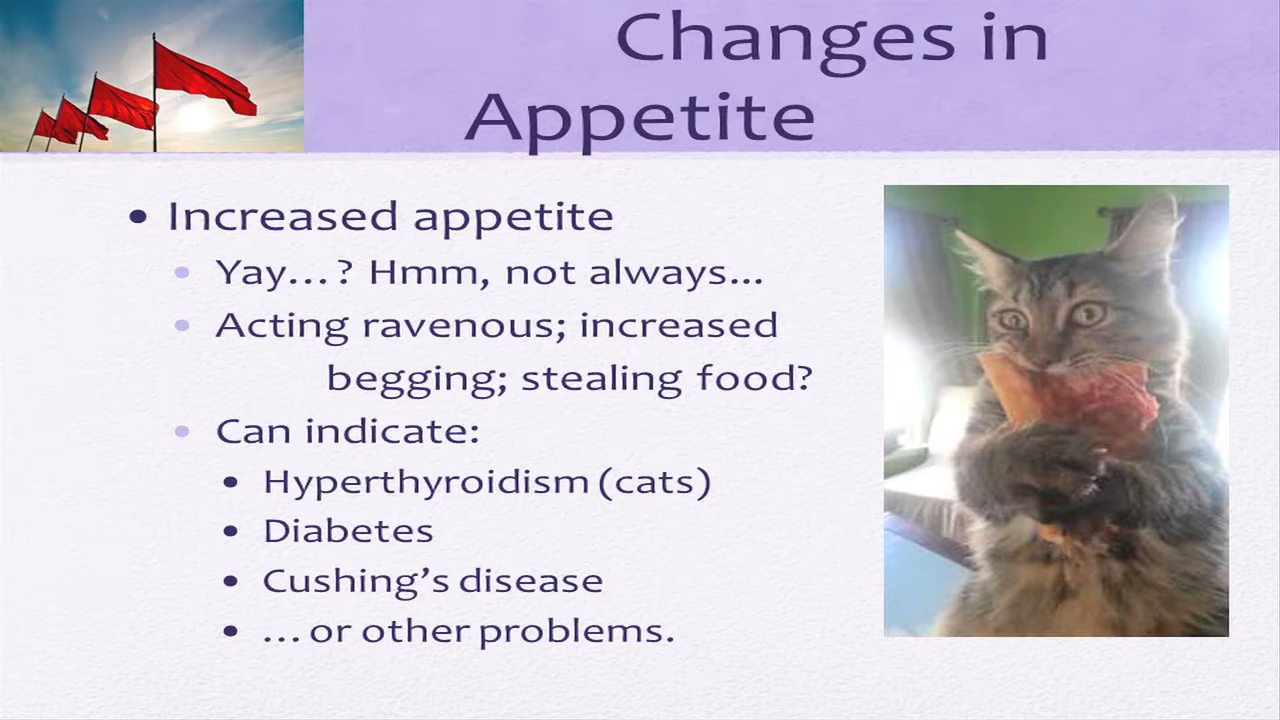 Changes in
Appetite
• Increased appetite
• Yay…? Hmm, not always…
• Acting ravenous; increased
begging; stealing food?
• Can indicate:
• Hyperthyroidism (cats)
• Diabetes
• Cushing’s disease
• … or other problems.